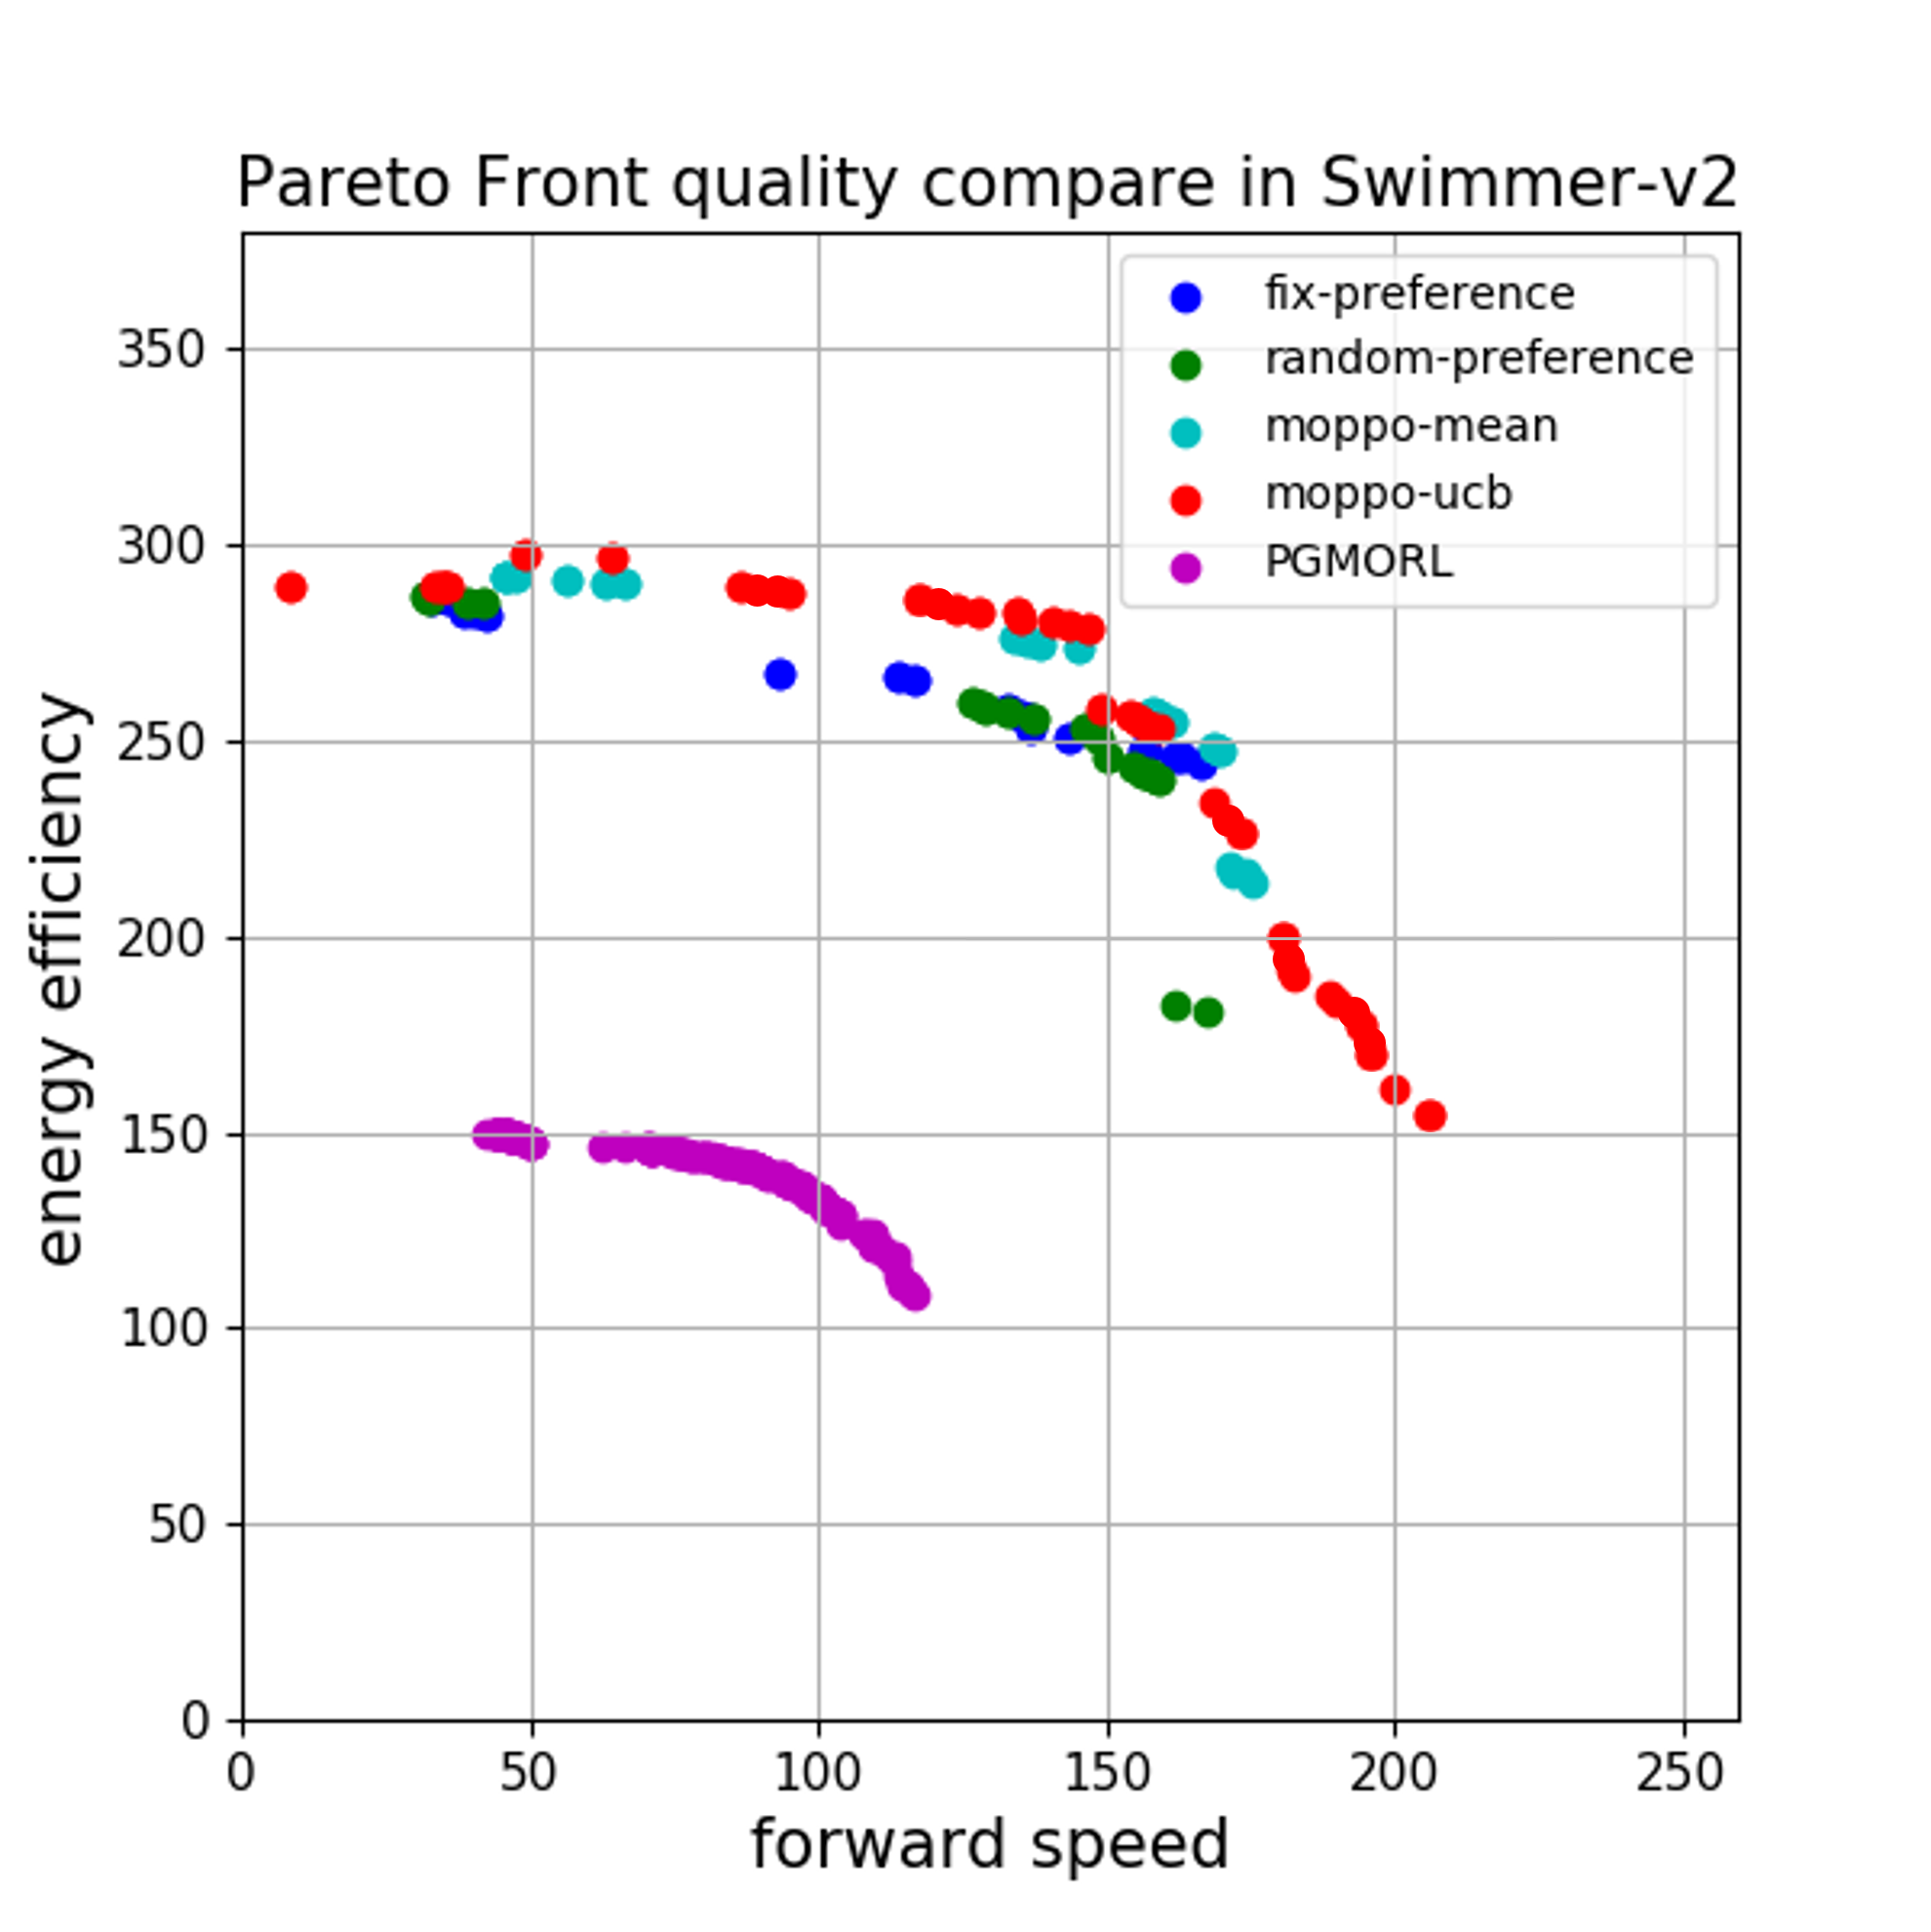 Pareto Front quality compare in Swimmer-v2
fix-preference
random-preference
moppo-mean
moppo-ucb
PGMORL
energy efficiency
350
300
250
200
150
100
50
0
0 50 100 150 200 250
forward speed